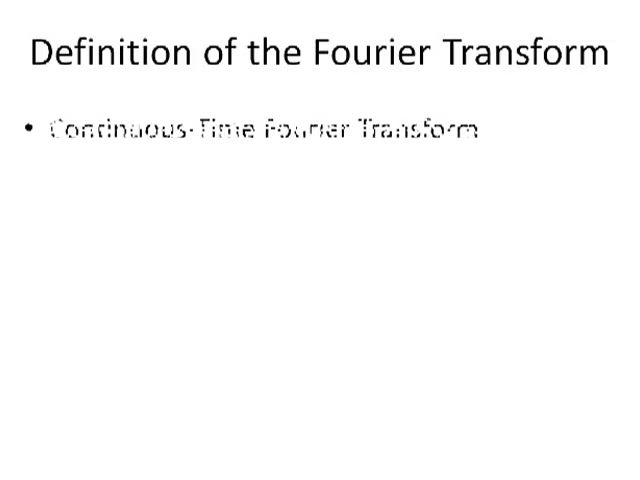 Definition of the Fourier Transform
• Continuous-Time Fourier Transform